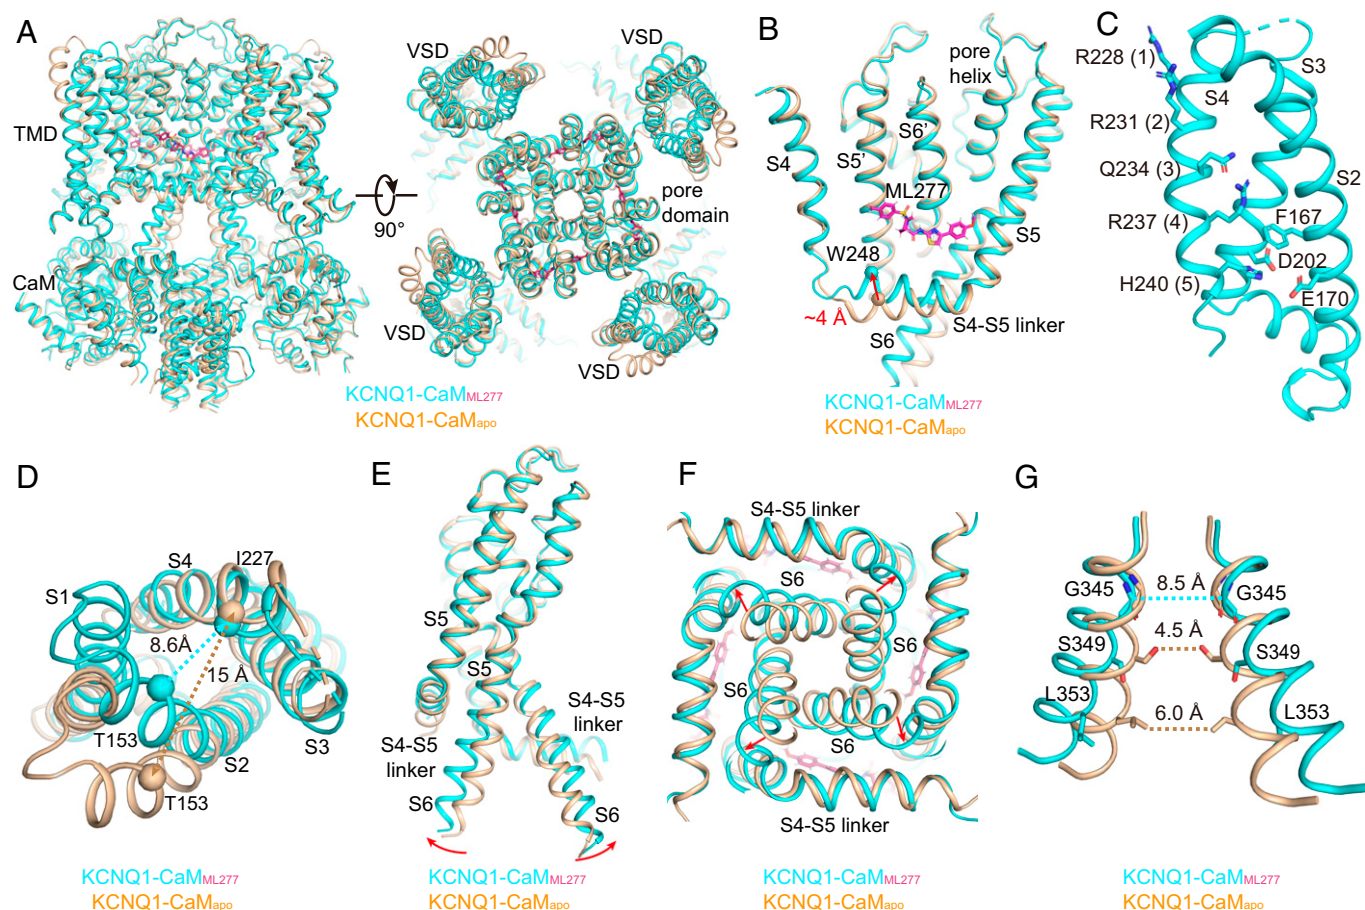 A
TMD
CaM
90°
VSD
VSD
pore
domain
VSD
VSD
KCNQ1-CaMML277
KCNQ1-CaMapo
B
pore
helix
S4
S5'
S6'
ML277
S5
W248
~4 Å
S6
S4-S5 linker
KCNQ1-CaMML277
KCNQ1-CaMapo
C
R228 (1)
S3
S4
R231 (2)
Q234 (3)
S2
R237 (4)
F167
D202
H240 (5)
E170
D
S4
I227
S1
8.6Å
15 Å
T153
S2
S3
T153
KCNQ1-CaMML277
KCNQ1-CaMapo
E
S5
S5
S4-S5
linker
S4-S5
linker
S6
S6
KCNQ1-CaMML277
KCNQ1-CaMapo
F
S4-S5 linker
S6
S6
S6
S6
S4-S5 linker
KCNQ1-CaMML277
KCNQ1-CaMapo
G
8.5 Å
G345
G345
4.5 Å
S349
S349
L353
L353
6.0 Å
KCNQ1-CaMML277
KCNQ1-CaMapo